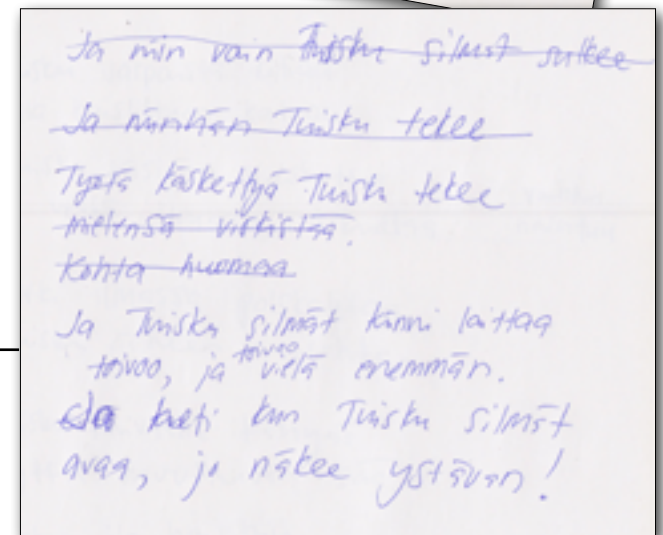 Ja niin vain Tuisku silmät sulkee
Ja niinhän Tuisku tekee
Työtä käskettyä Tuisku tekee
mielensä virkistää.
Kohta huomaa
Ja Tuisku silmät kiinni laittaa
toivoo, ja toivoo vielä enemmän.
Ja heti kun Tuisku silmät
avaa, jo näkee ystävän!